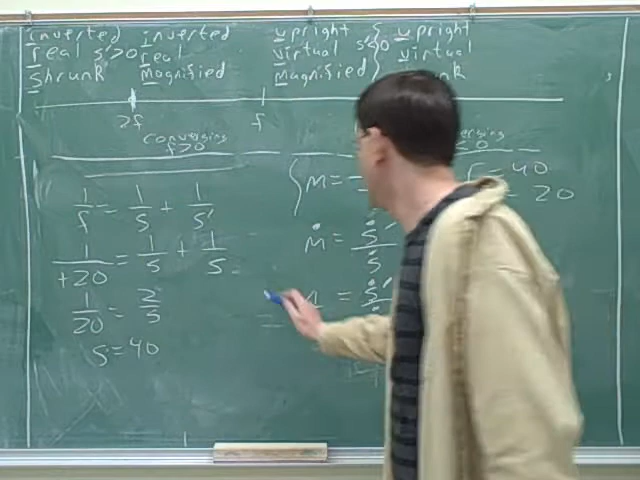 inverted inverted upright upright
real s'>0 real virtual s'<0 virtual
shrunk magnified magnified
2f f
converging
f>0 <0
1/f = 1/s + 1/s' M = = 40
1/+20 = 1/s + 1/s M = s'/s 20
1/20 = 2/s = s'
s = 40